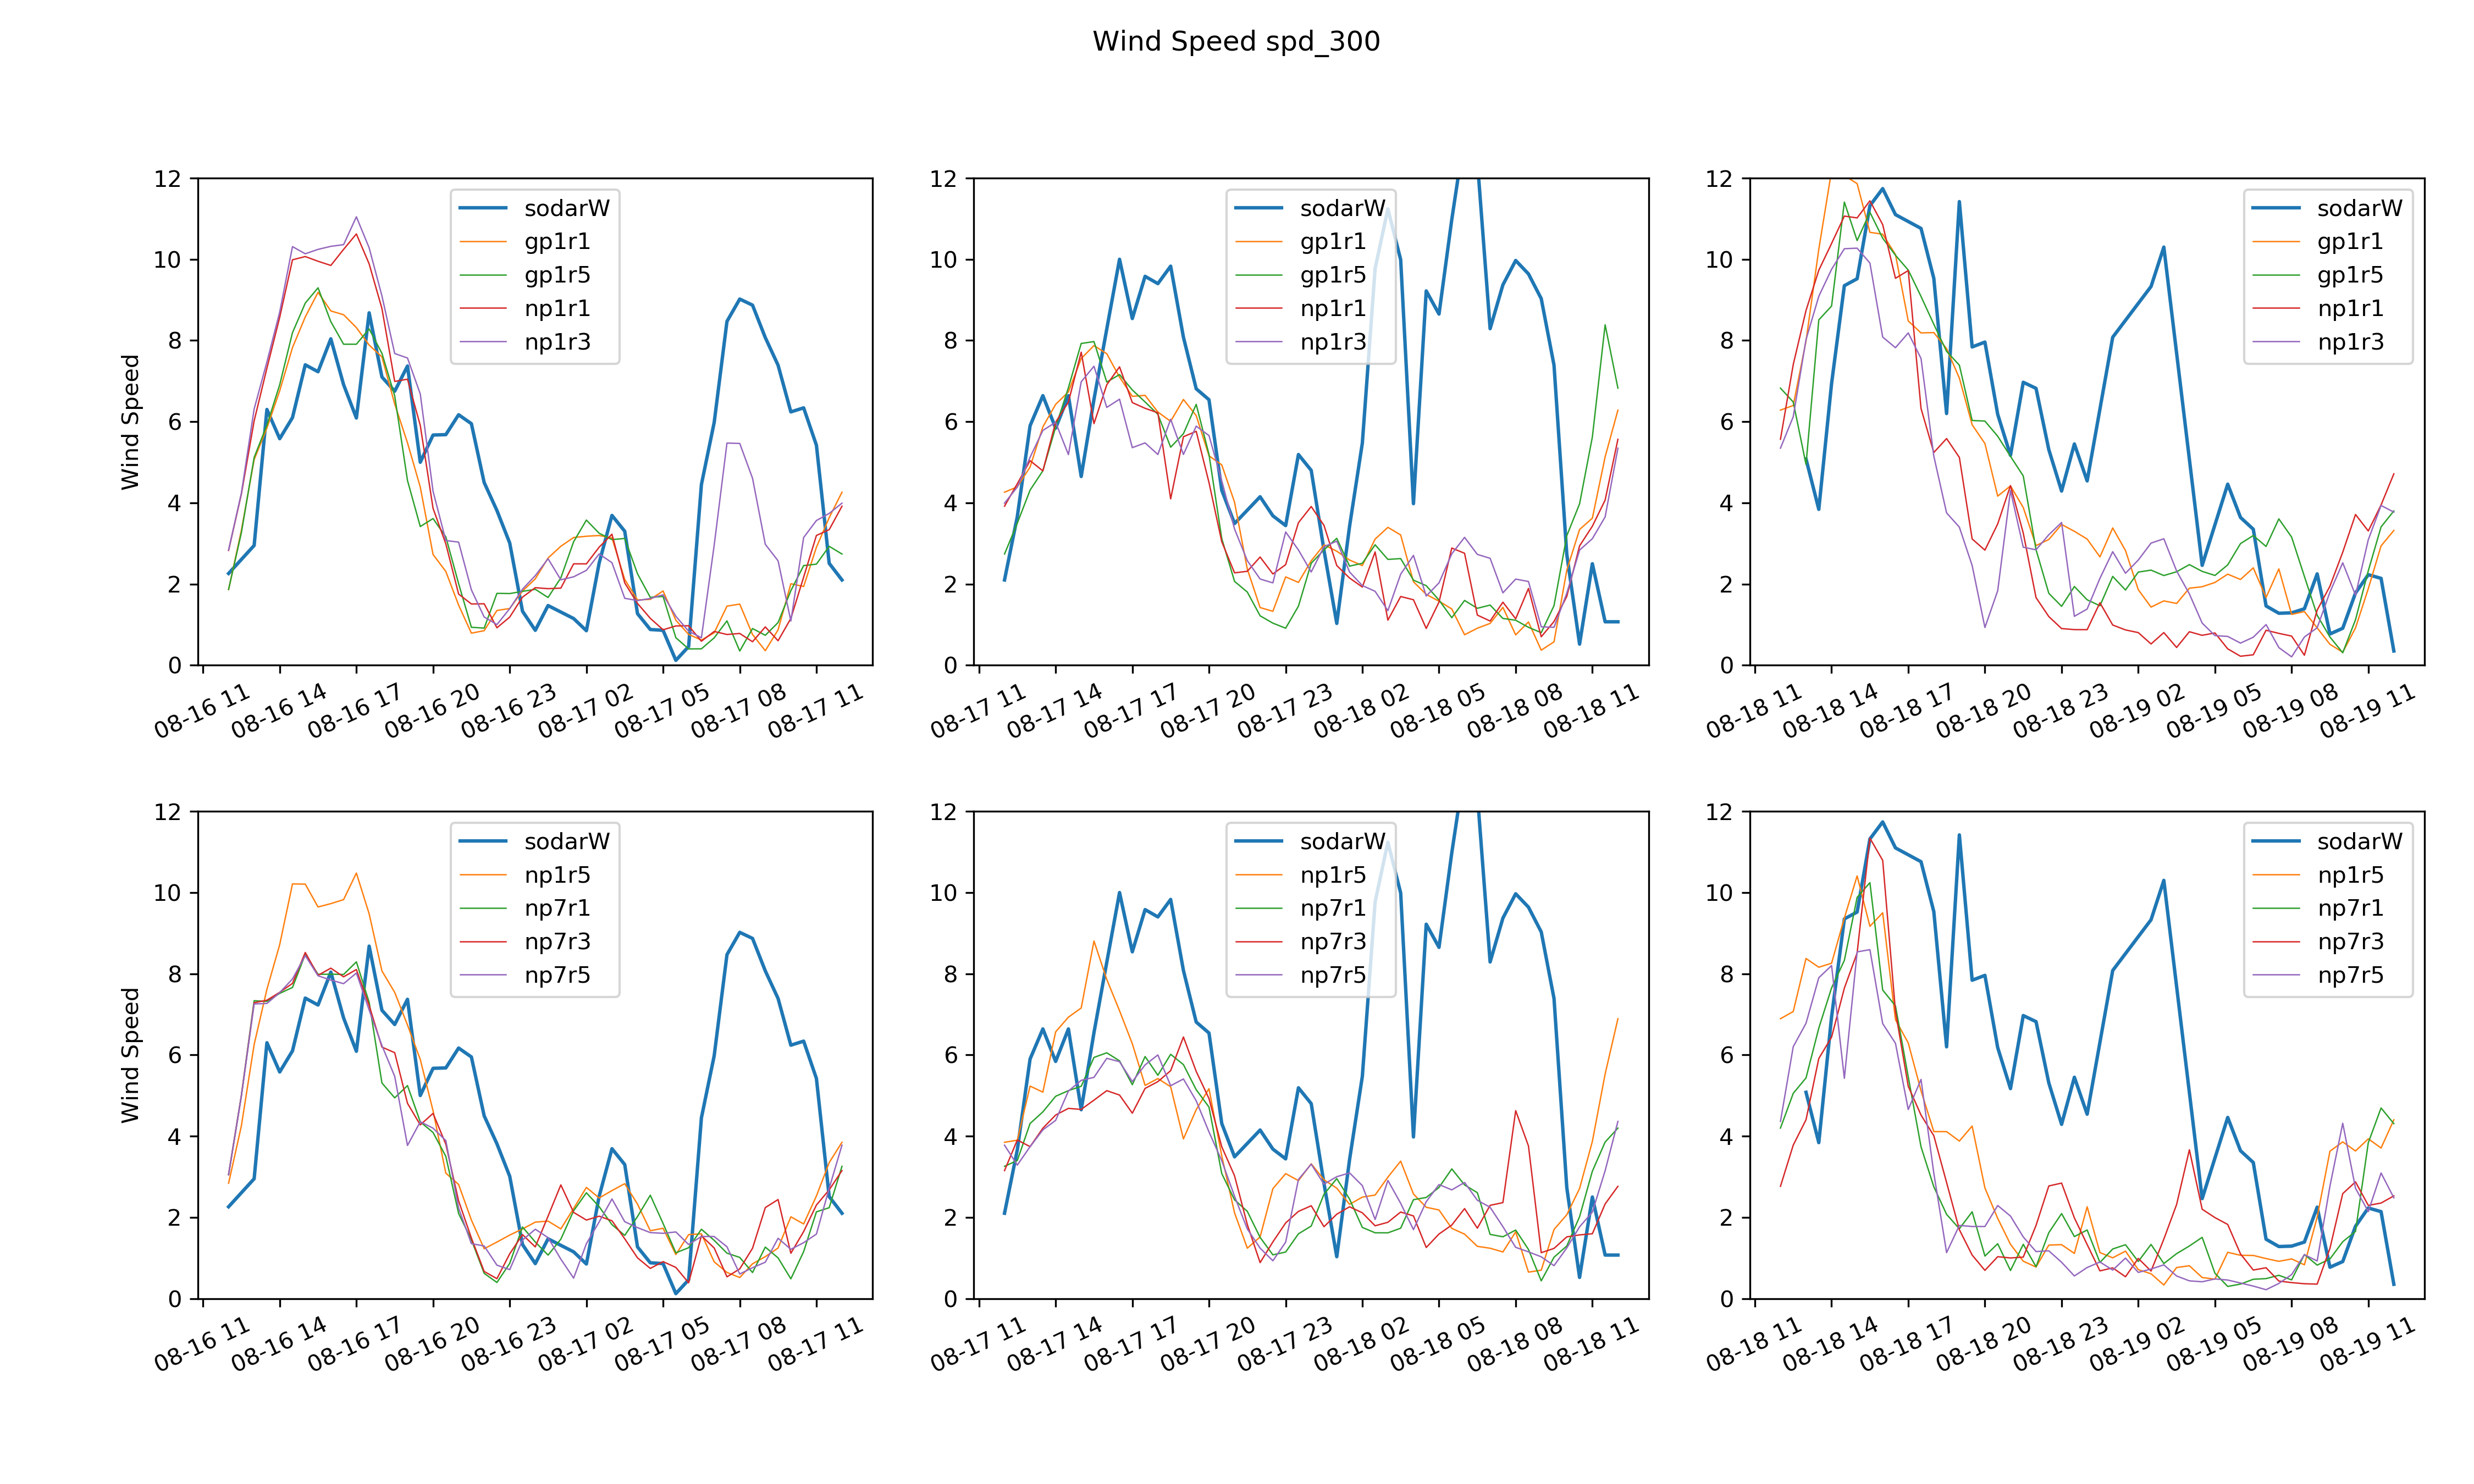 Wind Speed spd_300
Wind Speed
12
10
8
6
4
2
0
sodarW
gp1r1
gp1r5
np1r1
np1r3
08-16 11
08-16 14
08-16 17
08-16 20
08-16 23
08-17 02
08-17 05
08-17 08
08-17 11
12
10
8
6
4
2
0
sodarW
gp1r1
gp1r5
np1r1
np1r3
08-17 11
08-17 14
08-17 17
08-17 20
08-17 23
08-18 02
08-18 05
08-18 08
08-18 11
12
10
8
6
4
2
0
sodarW
gp1r1
gp1r5
np1r1
np1r3
08-18 11
08-18 14
08-18 17
08-18 20
08-18 23
08-19 02
08-19 05
08-19 08
08-19 11
Wind Speed
12
10
8
6
4
2
0
sodarW
np1r5
np7r1
np7r3
np7r5
08-16 11
08-16 14
08-16 17
08-16 20
08-16 23
08-17 02
08-17 05
08-17 08
08-17 11
12
10
8
6
4
2
0
sodarW
np1r5
np7r1
np7r3
np7r5
08-17 11
08-17 14
08-17 17
08-17 20
08-17 23
08-18 02
08-18 05
08-18 08
08-18 11
12
10
8
6
4
2
0
sodarW
np1r5
np7r1
np7r3
np7r5
08-18 11
08-18 14
08-18 17
08-18 20
08-18 23
08-19 02
08-19 05
08-19 08
08-19 11